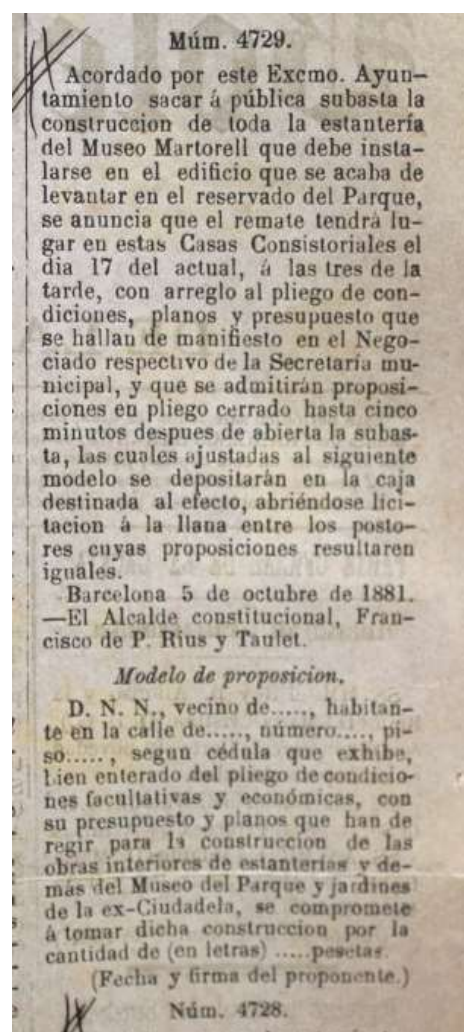 Núm. 4729.
Acordado por este Excmo. Ayun-
tamiento sacar á pública subasta la
construccion de toda la estantería
del Museo Martorell que debe insta-
larse en el edificio que se acaba de
levantar en el reservado del Parque,
se anuncia que el remate tendrá lu-
gar en estas Casas Consistoriales el
dia 17 del actual, á las tres de la
tarde, con arreglo al pliego de con-
diciones, planos y presupuesto que
se hallan de manifiesto en el Nego-
ciado respectivo de la Secretaría mu-
nicipal, y que se admitirán proposi-
ciones en pliego cerrado hasta cinco
minutos despues de abierta la subas-
ta, las cuales ajustadas al siguiente
modelo se depositarán en la caja
destinada al efecto, abriéndose lici-
tacion á la llana entre los posto-
res cuyas proposiciones resultaren
iguales.
Barcelona 5 de octubre de 1881.
—El Alcalde constitucional, Fran-
cisco de P. Rius y Taulet.
Modelo de proposicion.
D. N. N., vecino de....., habitan-
te en la calle de....., número...., pi-
so....., segun cédula que exhibe,
bien enterado del pliego de condicio-
nes facultativas y económicas, con
su presupuesto y planos que han de
regir para la construccion de las
obras interiores de estanterías y de-
más del Museo del Parque y jardines
de la ex-Ciudadela, se compromete
á tomar dicha construccion por la
cantidad de (en letras) .....pesetas.
(Fecha y firma del proponente.)
Núm. 4728.